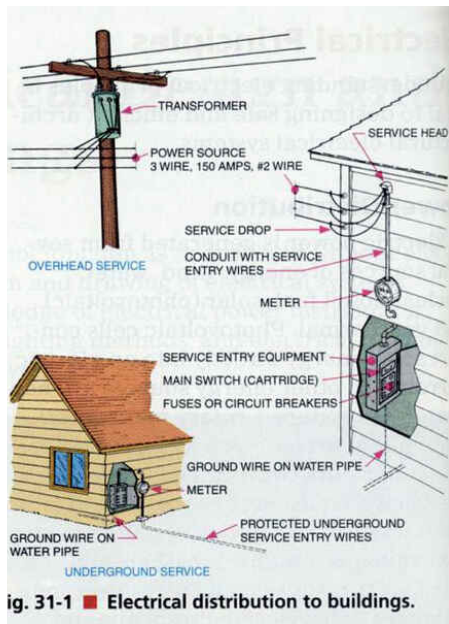 TRANSFORMER
SERVICE HEAD
POWER SOURCE
3 WIRE, 150 AMPS, #2 WIRE
SERVICE DROP
OVERHEAD SERVICE
CONDUIT WITH SERVICE
ENTRY WIRES
METER
SERVICE ENTRY EQUIPMENT
MAIN SWITCH (CARTRIDGE)
FUSES OR CIRCUIT BREAKERS
GROUND WIRE ON WATER PIPE
METER
GROUND WIRE ON
WATER PIPE
PROTECTED UNDERGROUND
SERVICE ENTRY WIRES
UNDERGROUND SERVICE
ig. 31-1 ■ Electrical distribution to buildings.